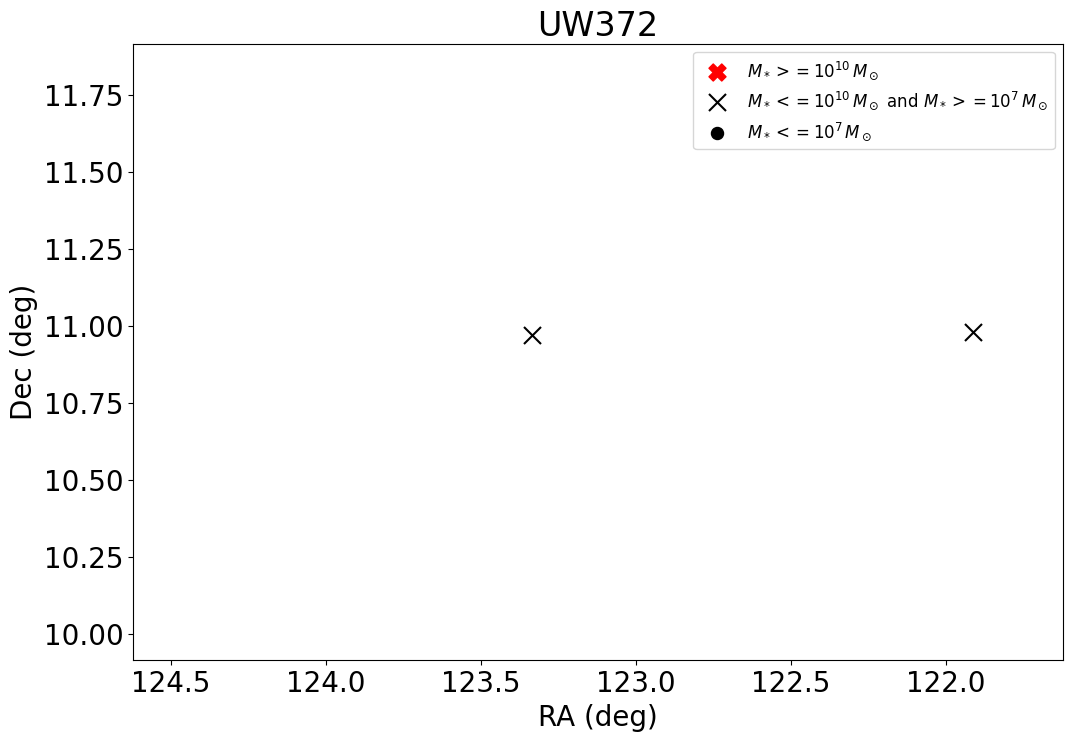 UW372
M* >= 10^10 M⊙
M* <= 10^10 M⊙ and M* >= 10^7 M⊙
M* <= 10^7 M⊙
11.75
11.50
11.25
11.00
10.75
10.50
10.25
10.00
Dec (deg)
124.5 124.0 123.5 123.0 122.5 122.0
RA (deg)